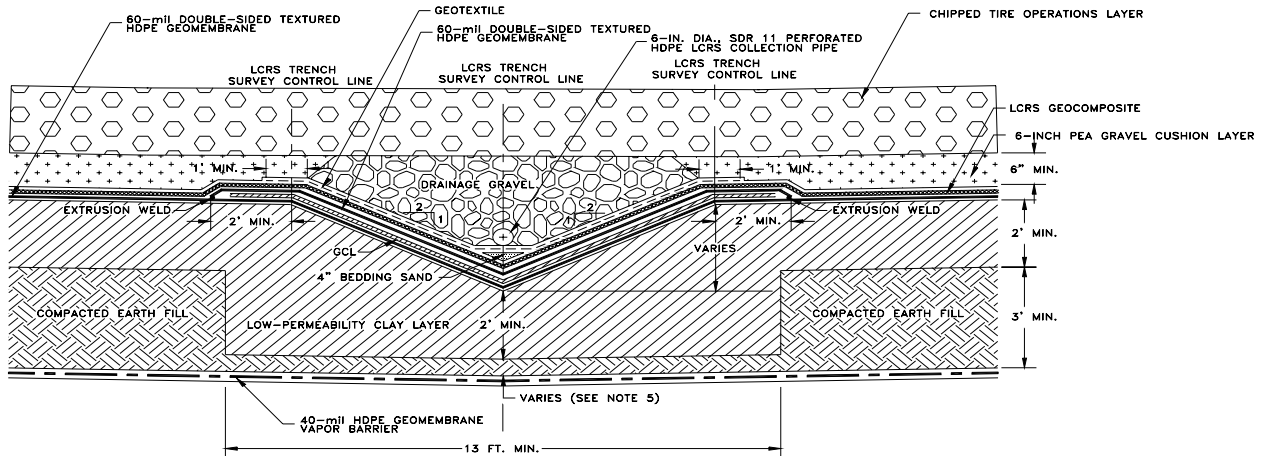 60-mil DOUBLE-SIDED TEXTURED
HDPE GEOMEMBRANE
GEOTEXTILE
60-mil DOUBLE-SIDED TEXTURED
HDPE GEOMEMBRANE
6-IN. DIA., SDR 11 PERFORATED
HDPE LCRS COLLECTION PIPE
CHIPPED TIRE OPERATIONS LAYER
LCRS TRENCH
SURVEY CONTROL LINE
LCRS TRENCH
SURVEY CONTROL LINE
LCRS TRENCH
SURVEY CONTROL LINE
LCRS GEOCOMPOSITE
6-INCH PEA GRAVEL CUSHION LAYER
1' MIN.
DRAINAGE GRAVEL
1' MIN.
6"
2
1
2
1
EXTRUSION WELD
2' MIN.
2' MIN.
EXTRUSION WELD
2' MIN.
GCL
VARIES
4" BEDDING SAND
COMPACTED EARTH FILL
LOW-PERMEABILITY CLAY LAYER
2' MIN.
COMPACTED EARTH FILL
3' MIN.
VARIES (SEE NOTE 5)
40-mil HDPE GEOMEMBRANE
VAPOR BARRIER
13 FT. MIN.